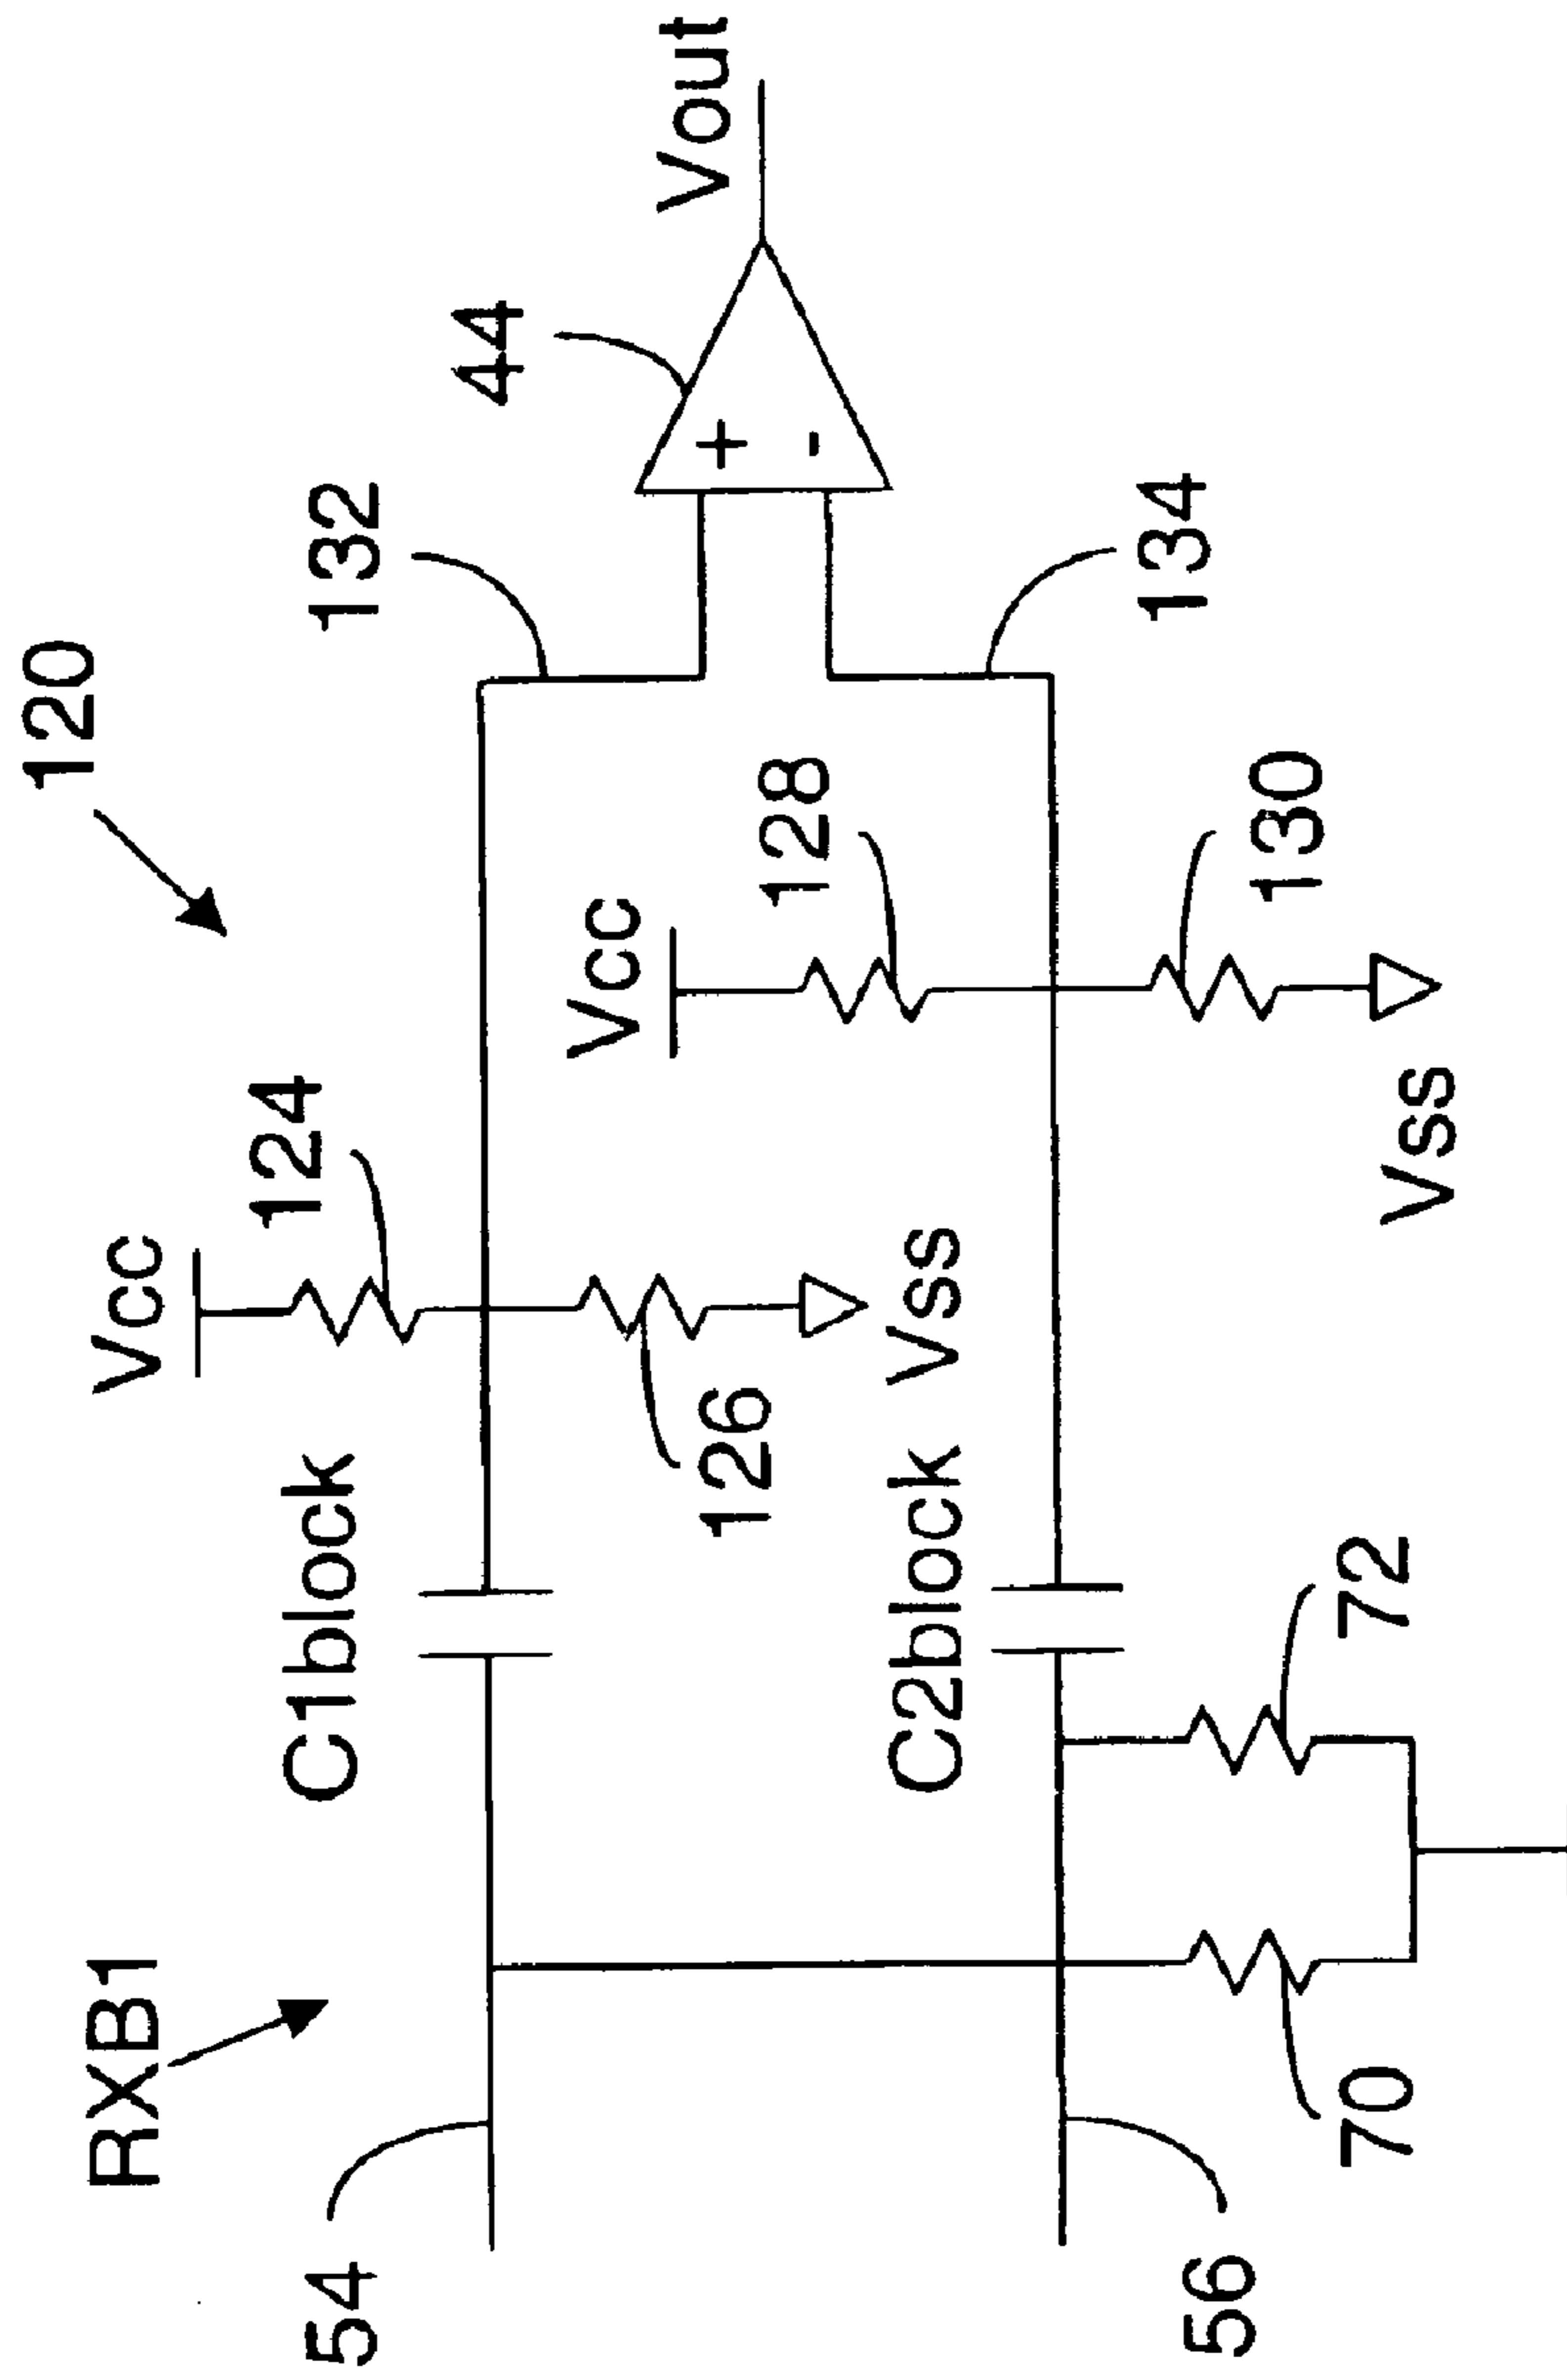 120
RXB1
Vcc
124
C1block
54
132
44
Vout
126
Vcc
128
+
-
C2block
Vss
134
130
56
70
72
Vss